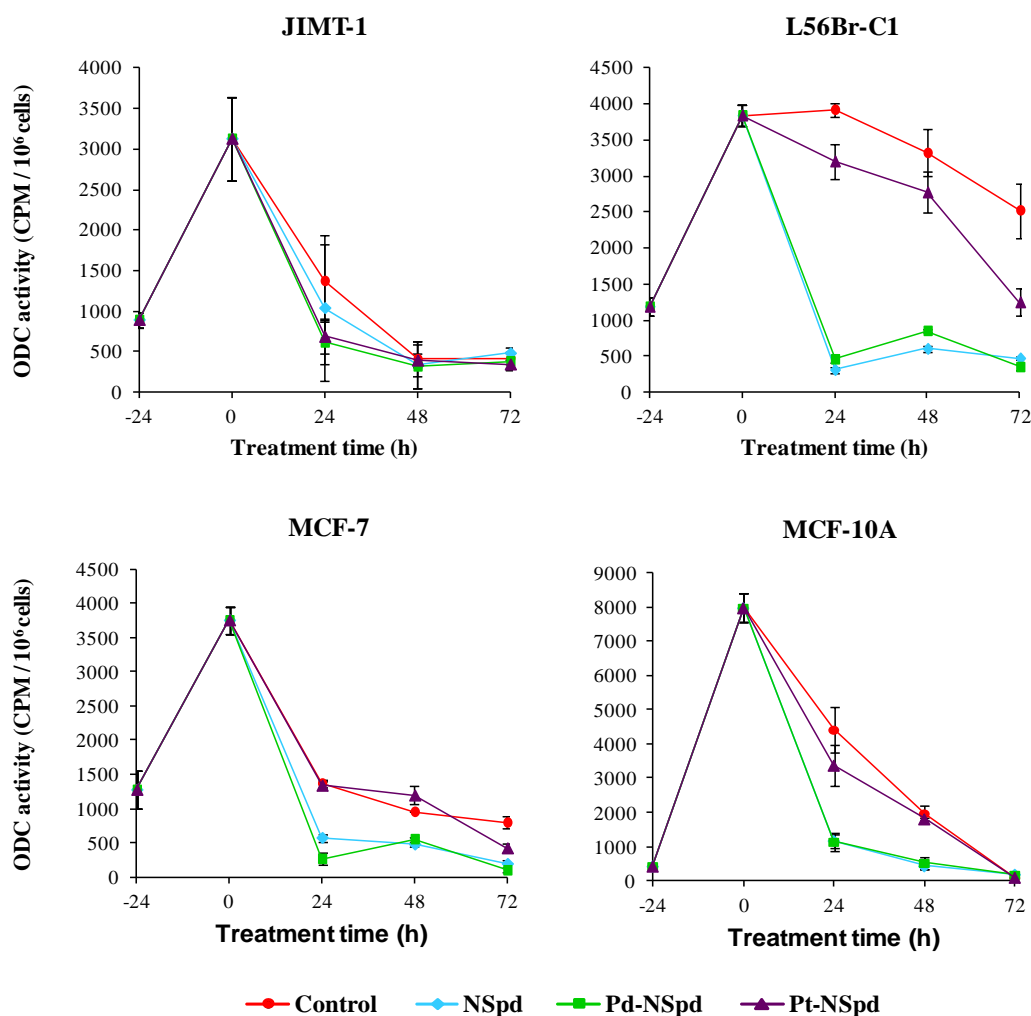 JIMT-1
ODC activity (CPM / 10⁶ cells)
4000
3500
3000
2500
2000
1500
1000
500
0
-24 0 24 48 72
Treatment time (h)
L56Br-C1
4500
4000
3500
3000
2500
2000
1500
1000
500
0
-24 0 24 48 72
Treatment time (h)
MCF-7
ODC activity (CPM / 10⁶ cells)
4500
4000
3500
3000
2500
2000
1500
1000
500
0
-24 0 24 48 72
Treatment time (h)
MCF-10A
9000
8000
7000
6000
5000
4000
3000
2000
1000
0
-24 0 24 48 72
Treatment time (h)
Control NSpd Pd-NSpd Pt-NSpd